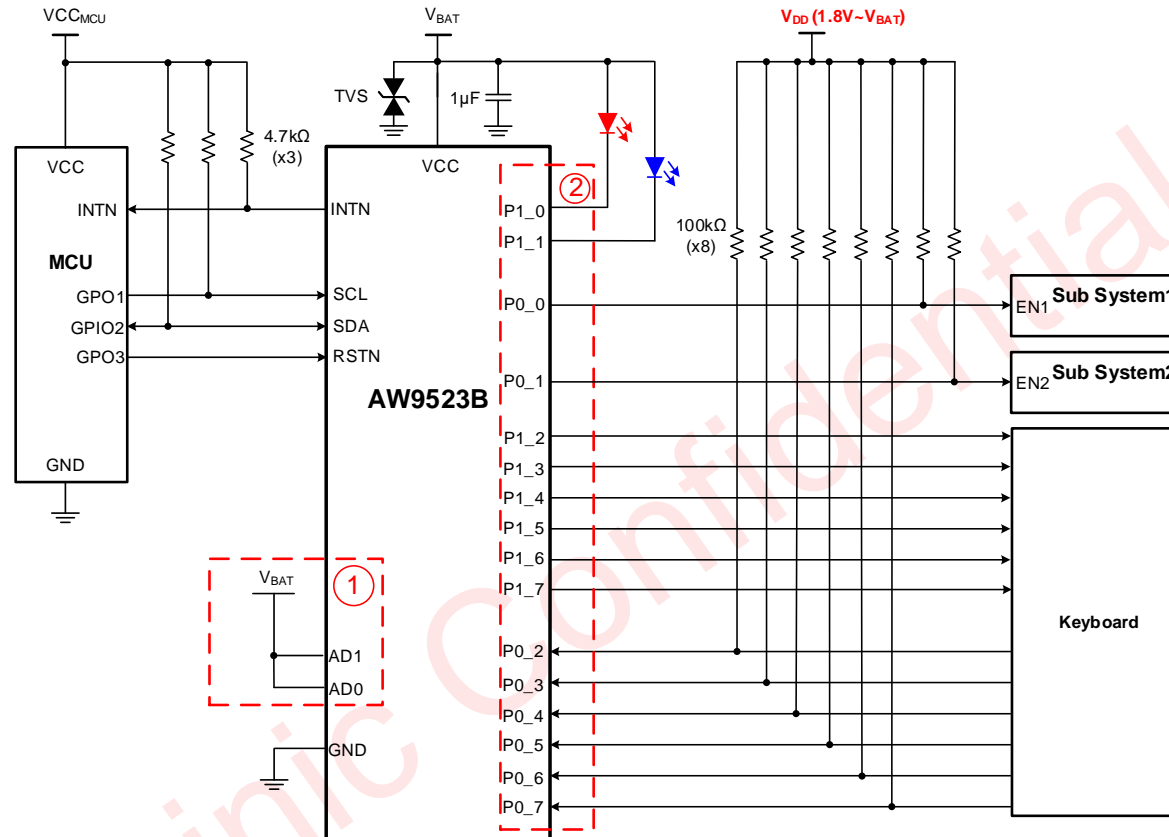 VCCMCU
VBAT
VDD (1.8V~VBAT)
TVS
1µF
4.7kΩ
(x3)
VCC
VCC
②
INTN
INTN
P1_0
P1_1
100kΩ
(x8)
MCU
GPO1
SCL
P0_0
EN1
Sub System1
GPIO2
SDA
GPO3
RSTN
P0_1
EN2
Sub System2
AW9523B
P1_2
P1_3
GND
P1_4
P1_5
P1_6
VBAT
①
P1_7
Keyboard
AD1
P0_2
AD0
P0_3
P0_4
GND
P0_5
P0_6
P0_7
inic Confidential